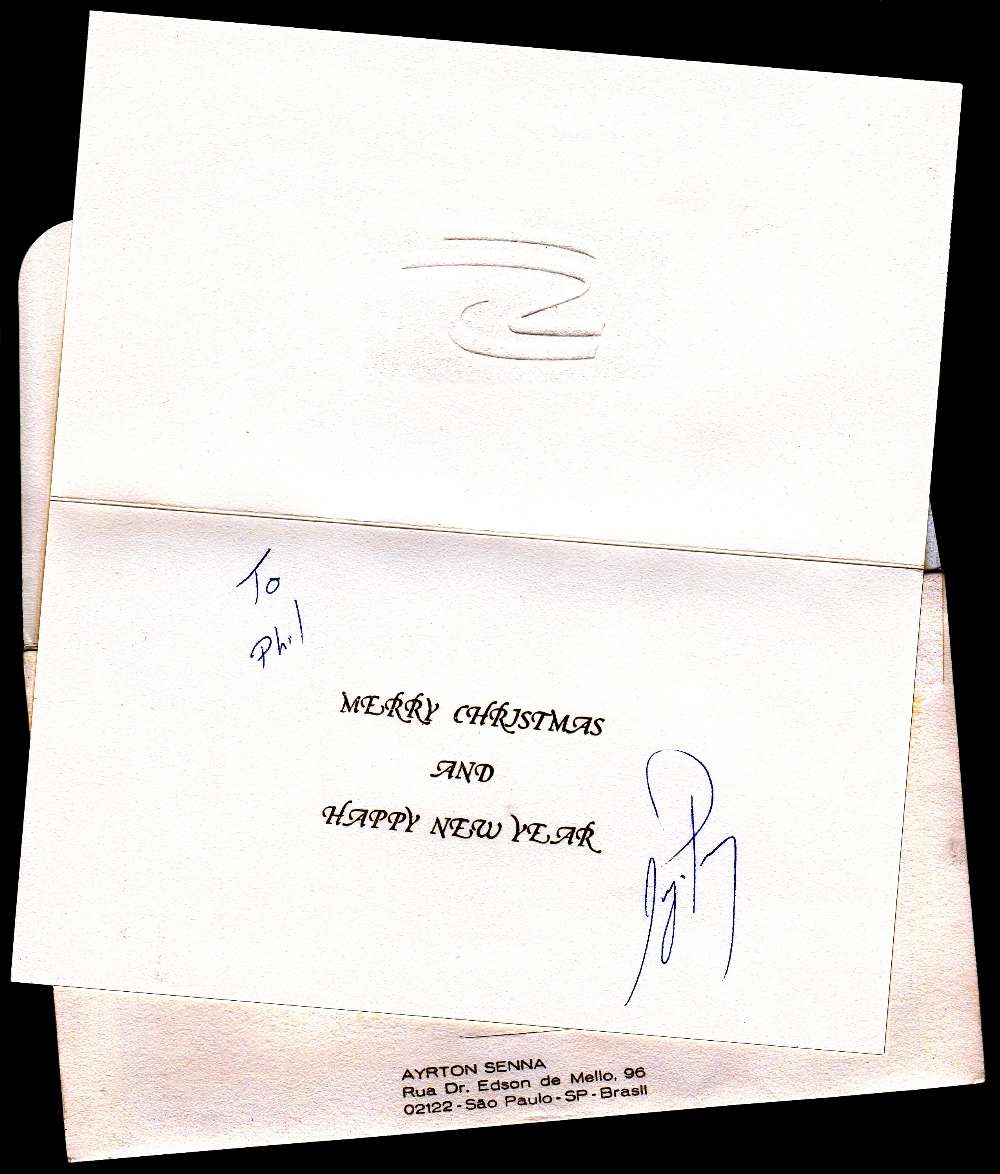 To
Phil
MERRY CHRISTMAS
AND
HAPPY NEW YEAR
AYRTON SENNA
Rua Dr. Edson de Mello, 96
02122 - São Paulo - SP - Brasil